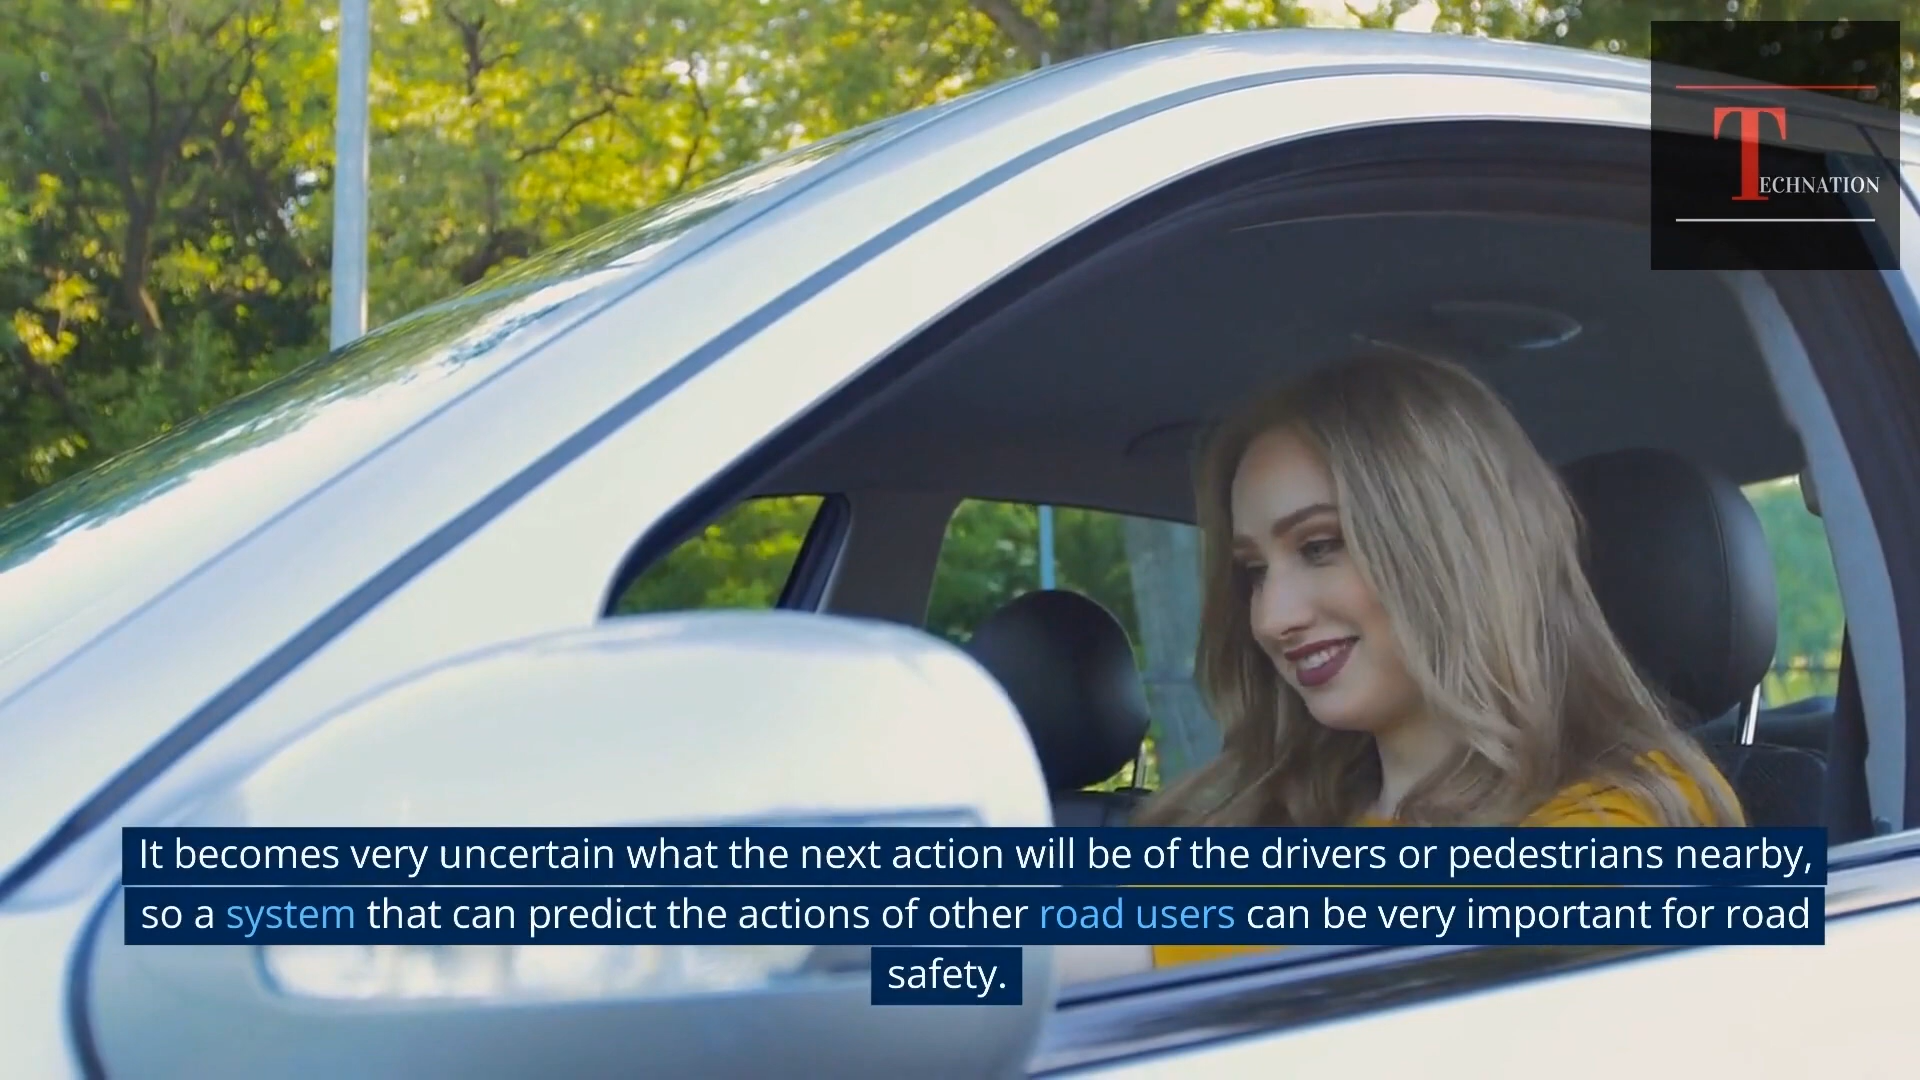 TECHNATION
It becomes very uncertain what the next action will be of the drivers or pedestrians nearby,
so a system that can predict the actions of other road users can be very important for road
safety.